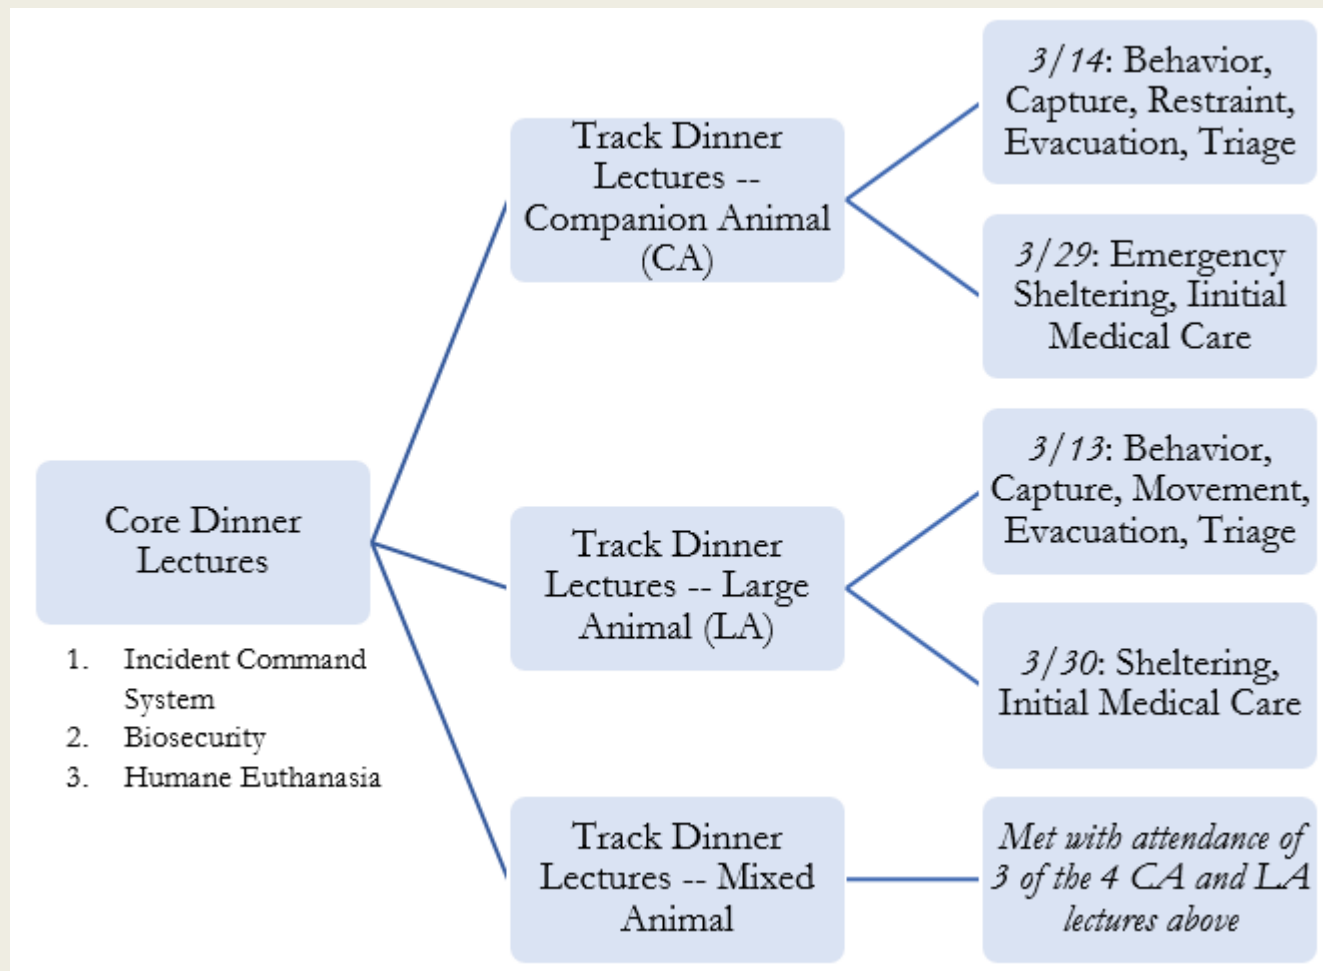 Core Dinner
Lectures
1. Incident Command
System
2. Biosecurity
3. Humane Euthanasia
Track Dinner
Lectures --
Companion Animal
(CA)
3/14: Behavior,
Capture, Restraint,
Evacuation, Triage
3/29: Emergency
Sheltering, Iinitial
Medical Care
Track Dinner
Lectures -- Large
Animal (LA)
3/13: Behavior,
Capture, Movement,
Evacuation, Triage
3/30: Sheltering,
Initial Medical Care
Track Dinner
Lectures -- Mixed
Animal
Met with attendance of
3 of the 4 CA and LA
lectures above